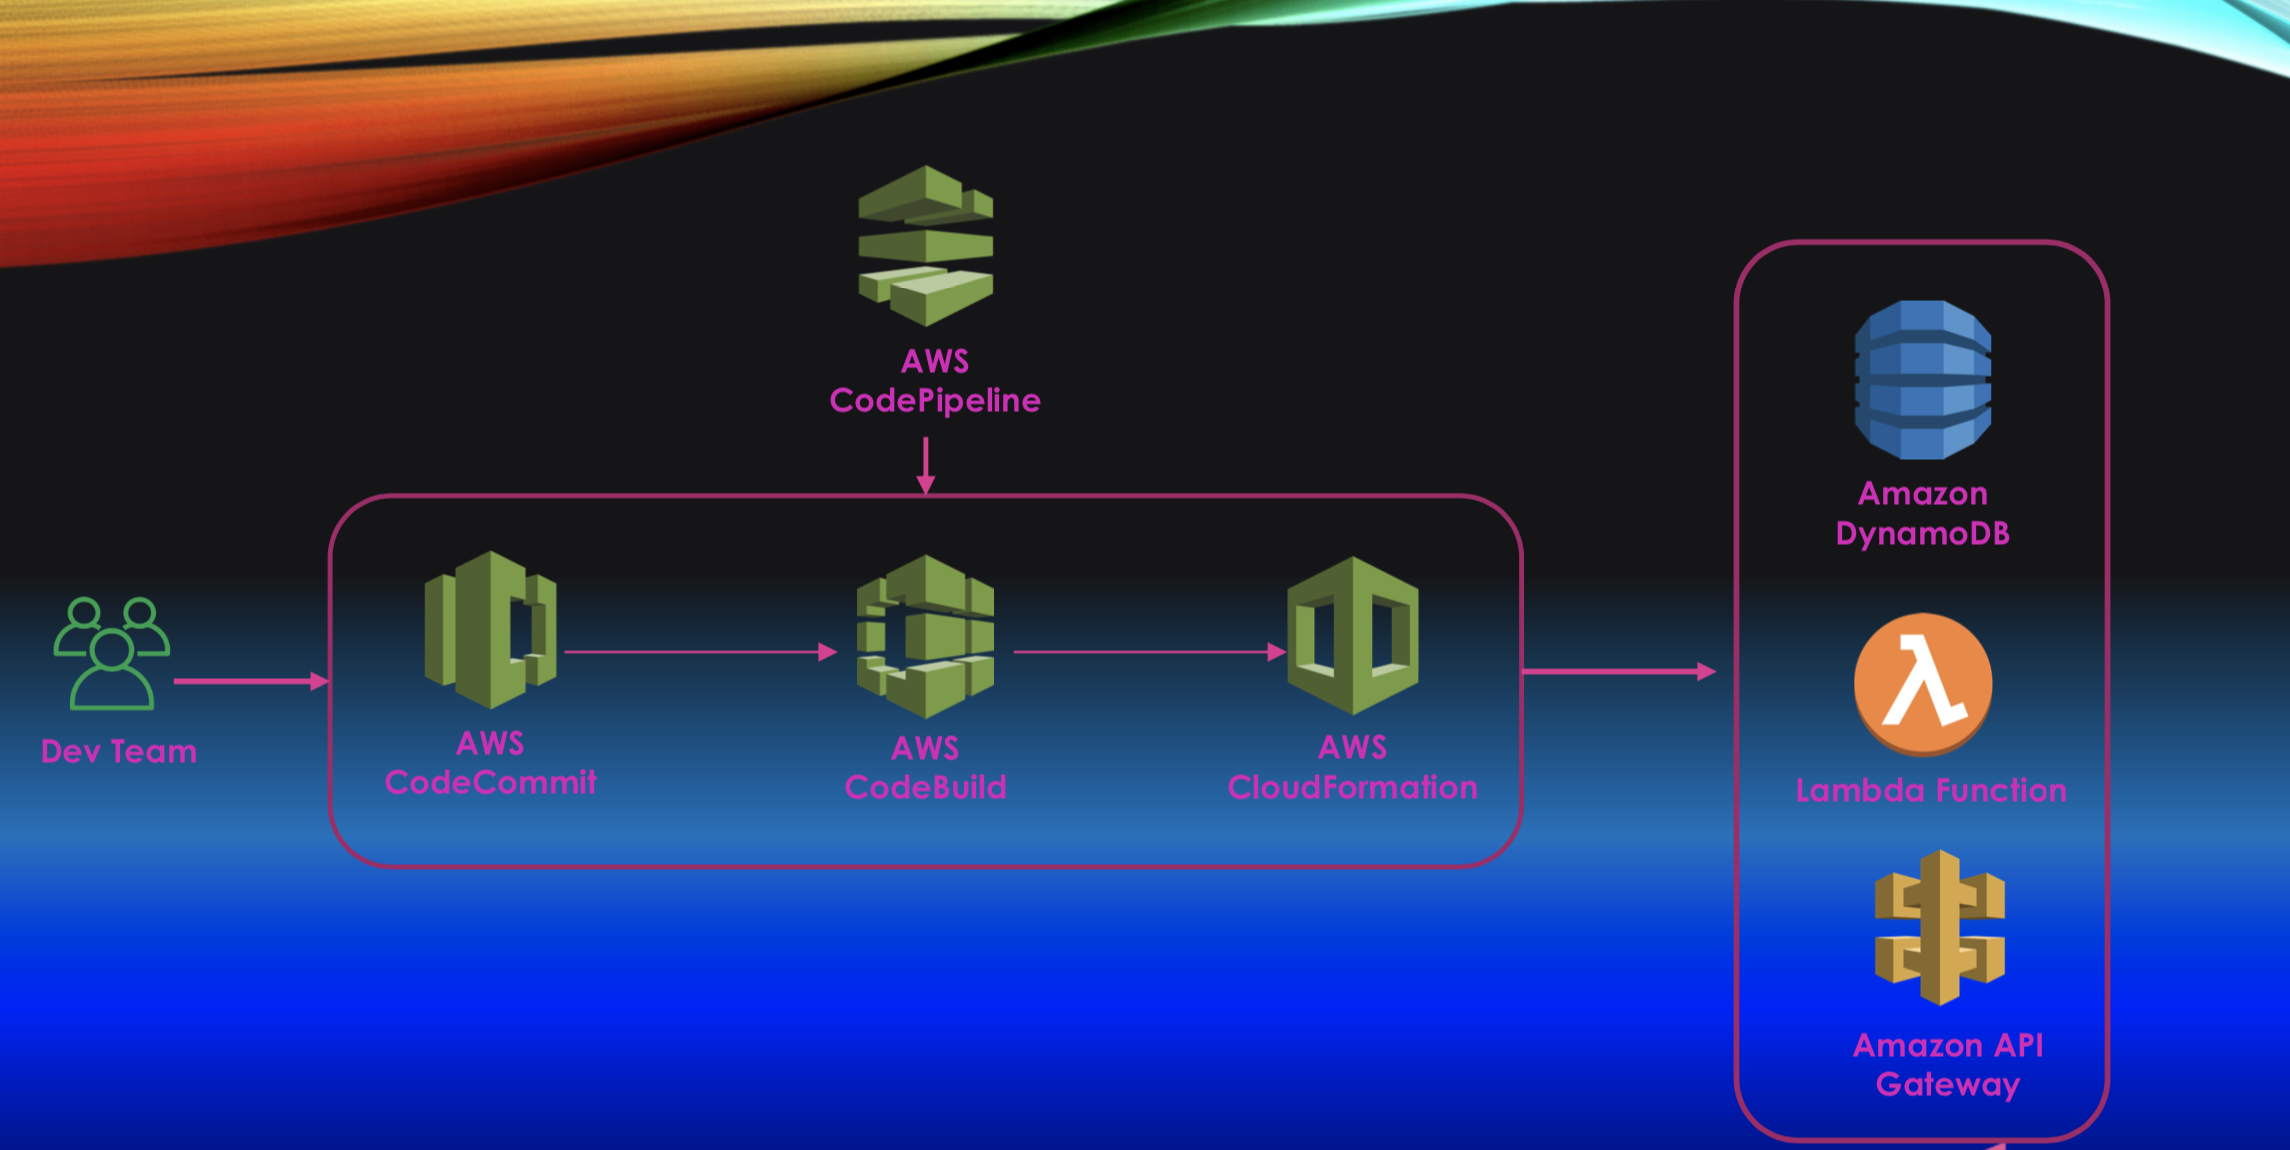 AWS
CodePipeline
Dev Team
AWS
CodeCommit
AWS
CodeBuild
AWS
CloudFormation
Amazon
DynamoDB
Lambda Function
Amazon API
Gateway